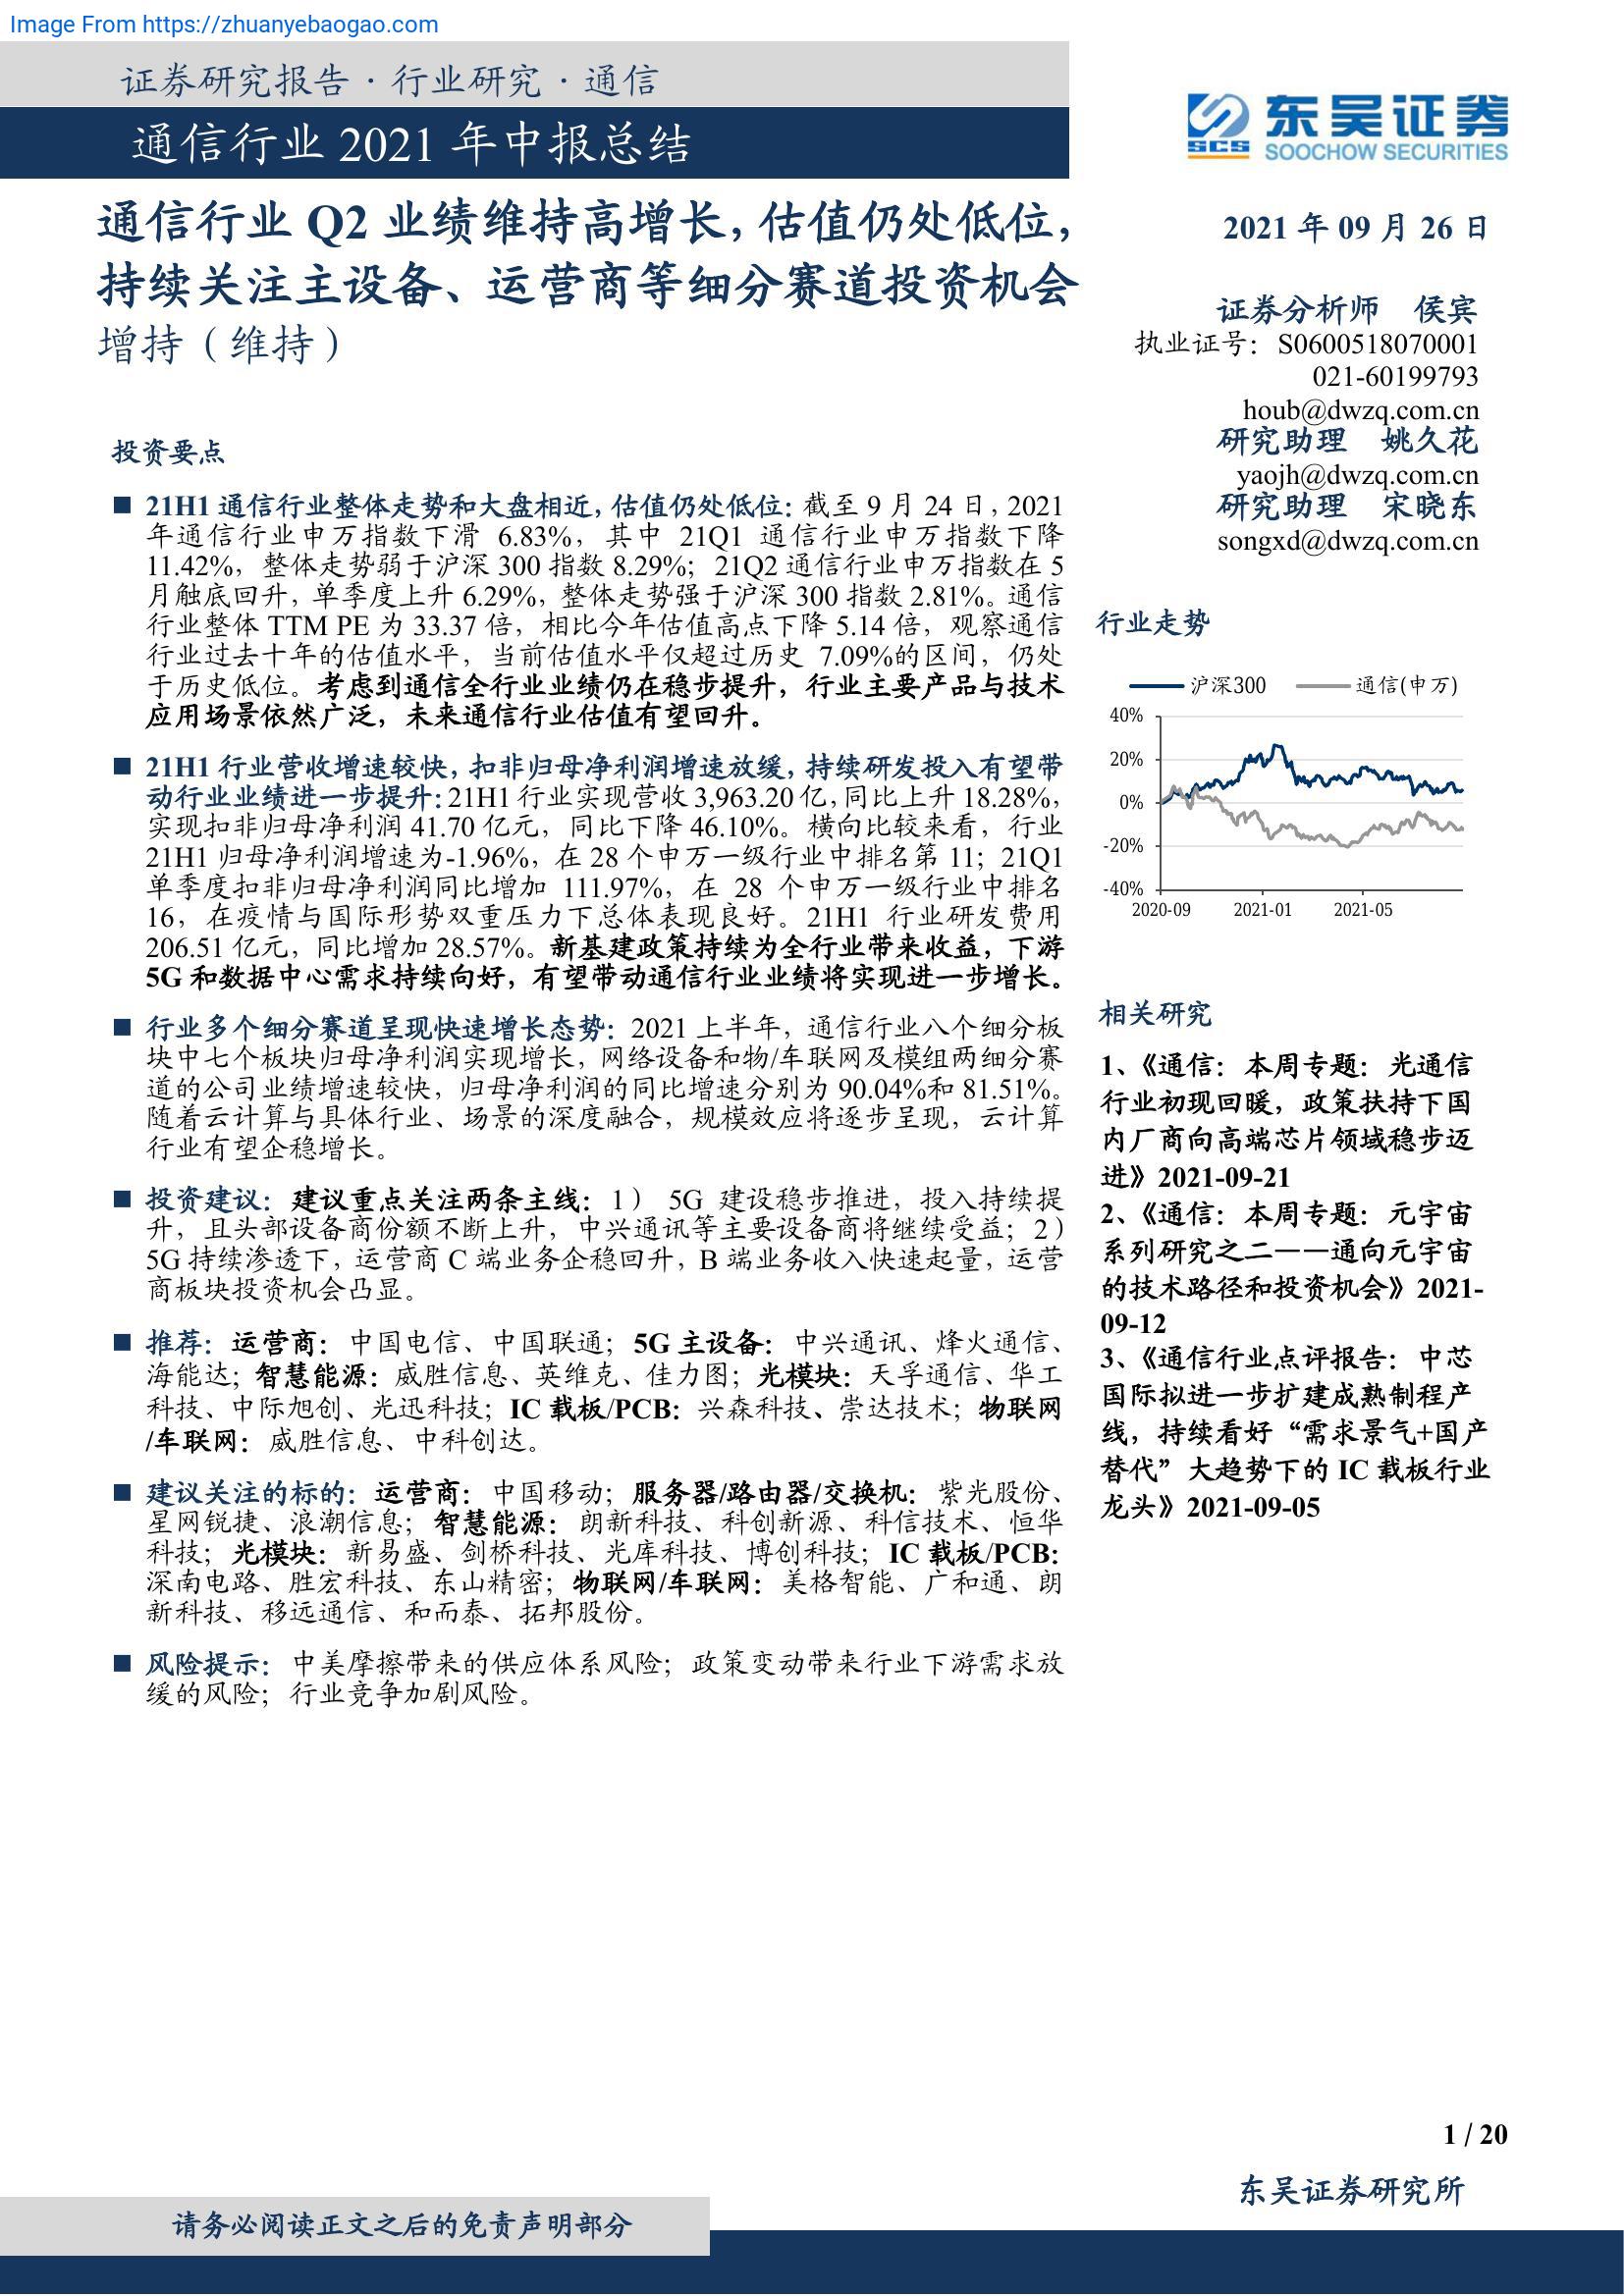 Image From https://zhuanyebaogao.com
证券研究报告·行业研究·通信
通信行业 2021 年中报总结
东吴证券
SCS
SOOCHOW SECURITIES
通信行业 Q2 业绩维持高增长，估值仍处低位，
持续关注主设备、运营商等细分赛道投资机会
增持（维持）
投资要点
■ 21H1 通信行业整体走势和大盘相近，估值仍处低位：截至 9 月 24 日，2021
年通信行业申万指数下滑 6.83%，其中 21Q1 通信行业申万指数下降
11.42%，整体走势弱于沪深 300 指数 8.29%；21Q2 通信行业申万指数在 5
月触底回升，单季度上升 6.29%，整体走势强于沪深 300 指数 2.81%。通信
行业整体 TTM PE 为 33.37 倍，相比今年估值高点下降 5.14 倍，观察通信
行业过去十年的估值水平，当前估值水平仅超过历史 7.09%的区间，仍处
于历史低位。考虑到通信全行业业绩仍在稳步提升，行业主要产品与技术
应用场景依然广泛，未来通信行业估值有望回升。
■ 21H1 行业营收增速较快，扣非归母净利润增速放缓，持续研发投入有望带
动行业业绩进一步提升：21H1 行业实现营收 3,963.20 亿，同比上升 18.28%，
实现扣非归母净利润 41.70 亿元，同比下降 46.10%。横向比较来看，行业
21H1 归母净利润增速为-1.96%，在 28 个申万一级行业中排名第 11；21Q1
单季度扣非归母净利润同比增加 111.97%，在 28 个申万一级行业中排名
16，在疫情与国际形势双重压力下总体表现良好。21H1 行业研发费用
206.51 亿元，同比增加 28.57%。新基建政策持续为全行业带来收益，下游
5G 和数据中心需求持续向好，有望带动通信行业业绩将实现进一步增长。
■ 行业多个细分赛道呈现快速增长态势：2021 上半年，通信行业八个细分板
块中七个板块归母净利润实现增长，网络设备和物/车联网及模组两细分赛
道的公司业绩增速较快，归母净利润的同比增速分别为 90.04%和 81.51%。
随着云计算与具体行业、场景的深度融合，规模效应将逐步呈现，云计算
行业有望企稳增长。
■ 投资建议：建议重点关注两条主线：1） 5G 建设稳步推进，投入持续提
升，且头部设备商份额不断上升，中兴通讯等主要设备商将继续受益；2）
5G 持续渗透下，运营商 C 端业务企稳回升，B 端业务收入快速起量，运营
商板块投资机会凸显。
■ 推荐：运营商：中国电信、中国联通；5G 主设备：中兴通讯、烽火通信、
海能达；智慧能源：威胜信息、英维克、佳力图；光模块：天孚通信、华工
科技、中际旭创、光迅科技；IC 载板/PCB：兴森科技、崇达技术；物联网
/车联网：威胜信息、中科创达。
■ 建议关注的标的：运营商：中国移动；服务器/路由器/交换机：紫光股份、
星网锐捷、浪潮信息；智慧能源：朗新科技、科创新源、科信技术、恒华
科技；光模块：新易盛、剑桥科技、光库科技、博创科技；IC 载板/PCB：
深南电路、胜宏科技、东山精密；物联网/车联网：美格智能、广和通、朗
新科技、移远通信、和而泰、拓邦股份。
■ 风险提示：中美摩擦带来的供应体系风险；政策变动带来行业下游需求放
缓的风险；行业竞争加剧风险。
2021 年 09 月 26 日
证券分析师 侯宾
执业证号：S0600518070001
021-60199793
houb@dwzq.com.cn
研究助理 姚久花
yaojh@dwzq.com.cn
研究助理 宋晓东
songxd@dwzq.com.cn
行业走势
沪深300 通信(申万)
40%
20%
0%
-20%
-40%
2020-09 2021-01 2021-05
相关研究
1、《通信：本周专题：光通信
行业初现回暖，政策扶持下国
内厂商向高端芯片领域稳步迈
进》2021-09-21
2、《通信：本周专题：元宇宙
系列研究之二——通向元宇宙
的技术路径和投资机会》2021-
09-12
3、《通信行业点评报告：中芯
国际拟进一步扩建成熟制程产
线，持续看好“需求景气+国产
替代”大趋势下的 IC 载板行业
龙头》2021-09-05
1 / 20
东吴证券研究所
请务必阅读正文之后的免责声明部分